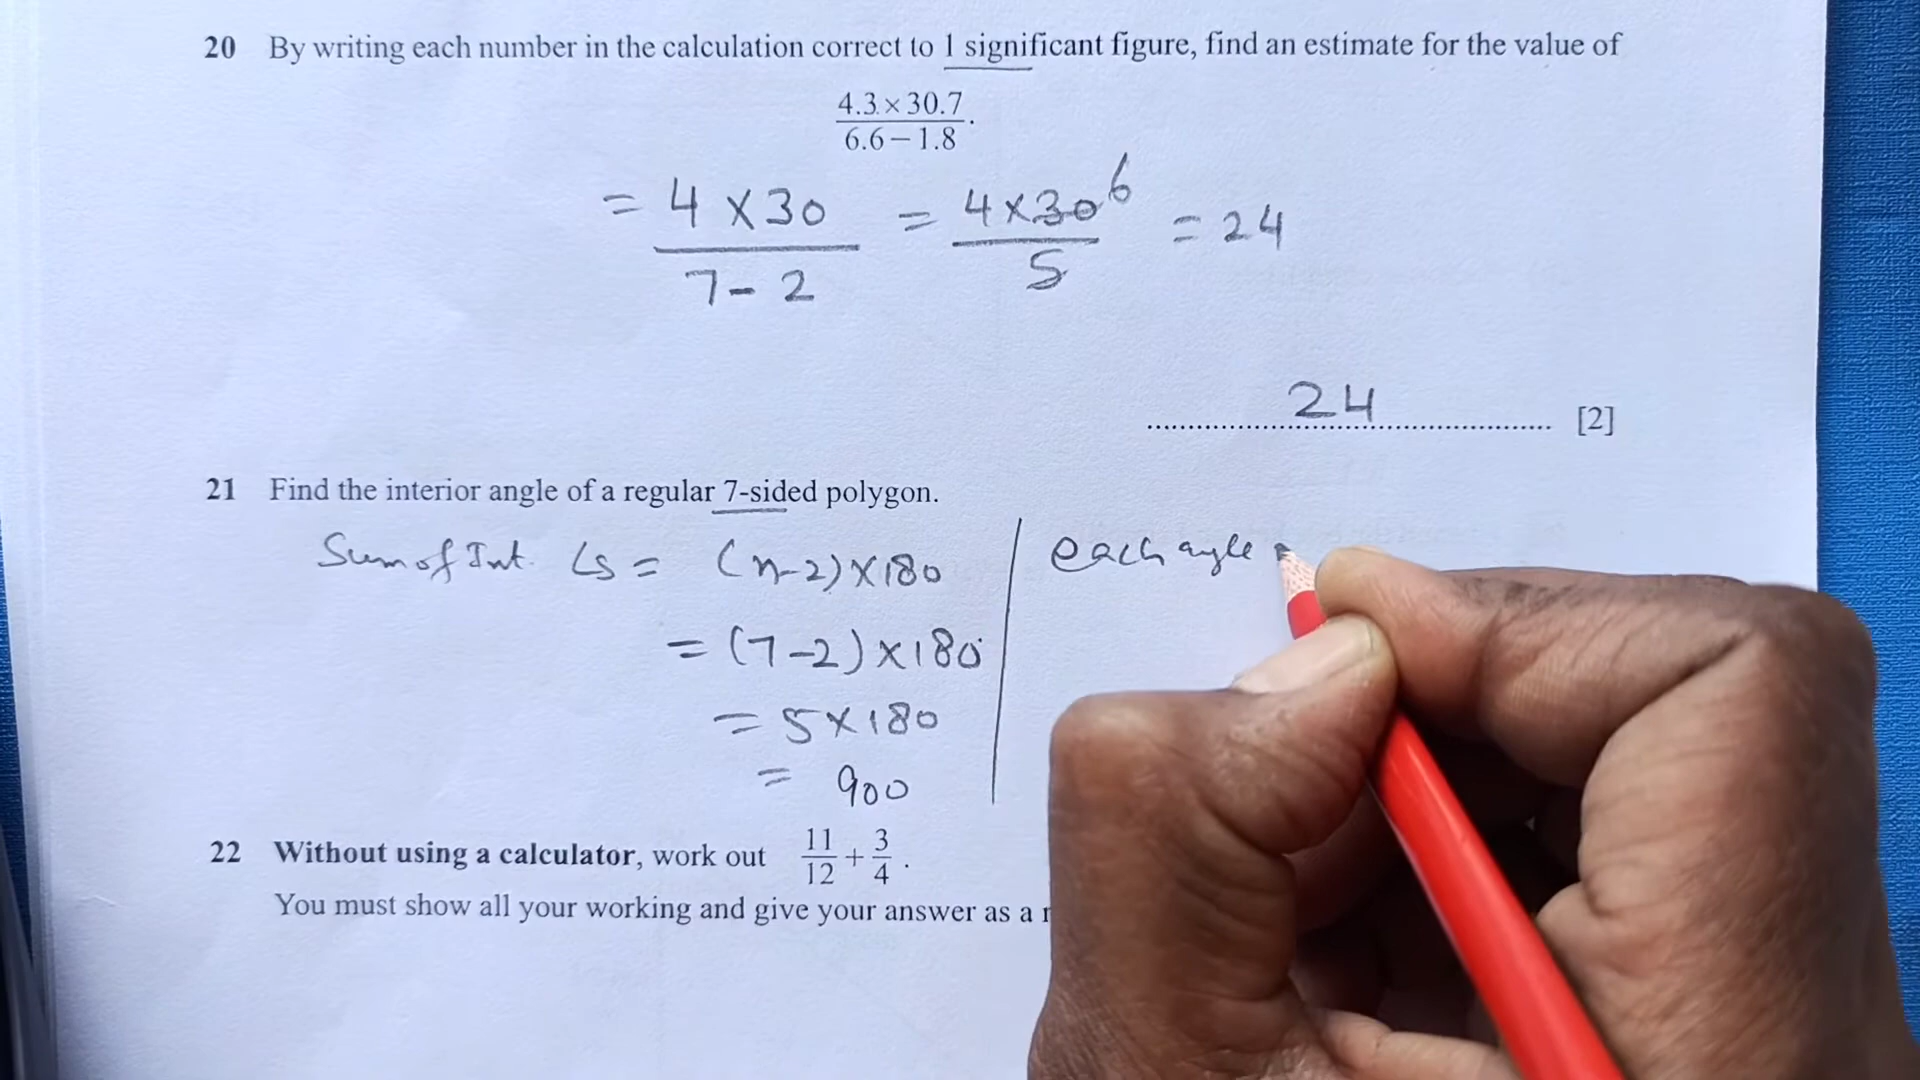 20 By writing each number in the calculation correct to 1 significant figure, find an estimate for the value of
4.3 × 30.7
6.6 − 1.8 .
= 4 × 30 = 4 × 30 6 = 24
7 - 2 5
24
[2]
21 Find the interior angle of a regular 7-sided polygon.
Sum of Int. ∠s = (n-2) × 180 each angle
= (7-2) × 180
= 5 × 180
= 900
22 Without using a calculator, work out 11/12 + 3/4 .
You must show all your working and give your answer as a